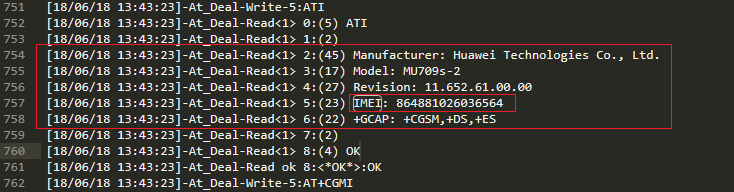 751 [18/06/18 13:43:23]-At_Deal-Write-5:ATI
752 [18/06/18 13:43:23]-At_Deal-Read<1> 0:(5) ATI
753 [18/06/18 13:43:23]-At_Deal-Read<1> 1:(2)
754 [18/06/18 13:43:23]-At_Deal-Read<1> 2:(45) Manufacturer: Huawei Technologies Co., Ltd.
755 [18/06/18 13:43:23]-At_Deal-Read<1> 3:(17) Model: MU709s-2
756 [18/06/18 13:43:23]-At_Deal-Read<1> 4:(27) Revision: 11.652.61.00.00
757 [18/06/18 13:43:23]-At_Deal-Read<1> 5:(23) IMEI: 864881026036564
758 [18/06/18 13:43:23]-At_Deal-Read<1> 6:(22) +GCAP: +CGSM,+DS,+ES
759 [18/06/18 13:43:23]-At_Deal-Read<1> 7:(2)
760 [18/06/18 13:43:23]-At_Deal-Read<1> 8:(4) OK
761 [18/06/18 13:43:23]-At_Deal-Read ok 8:<*OK*>:OK
762 [18/06/18 13:43:23]-At_Deal-Write-5:AT+CGMI